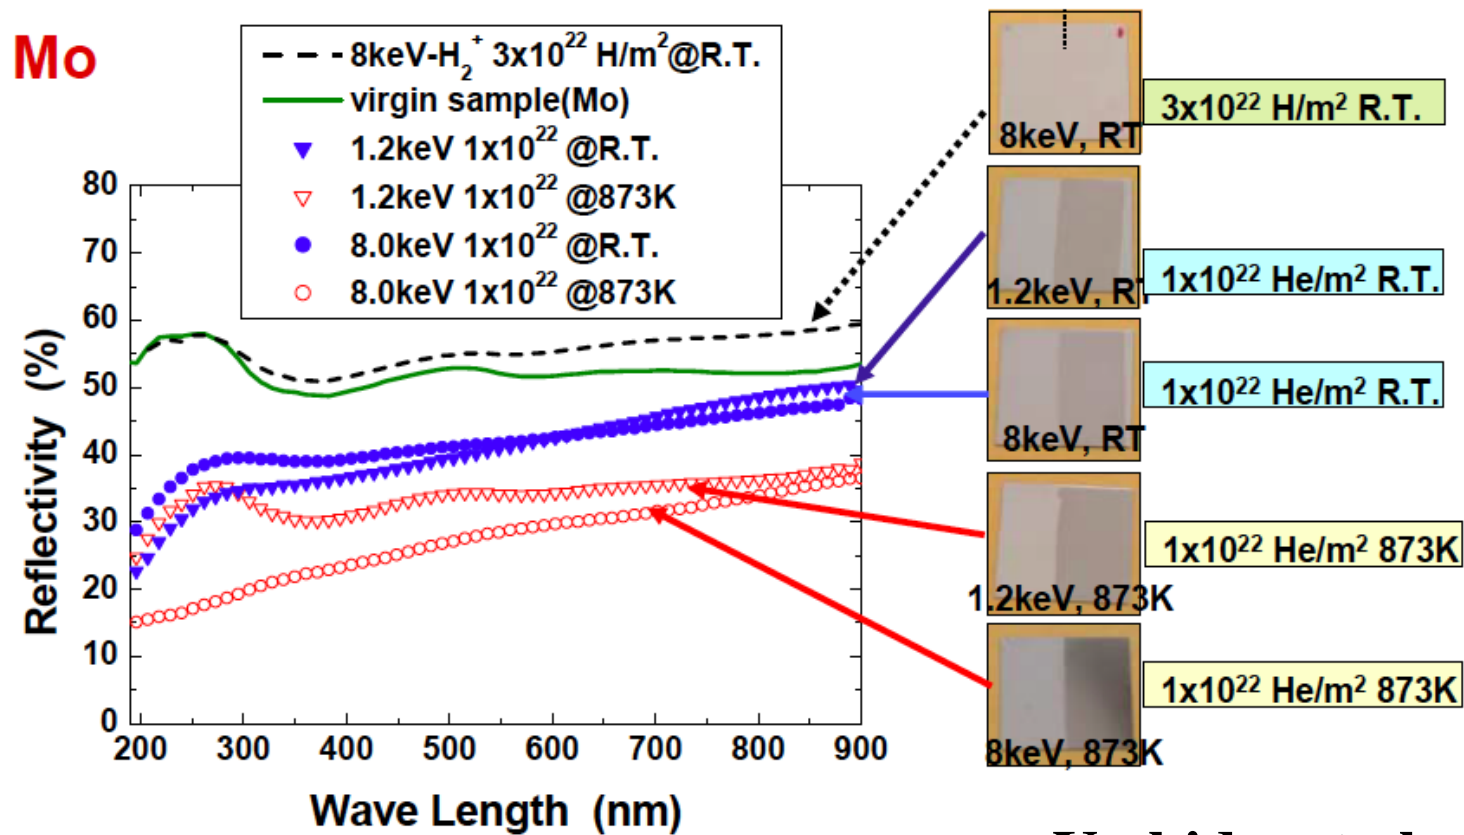 Mo
8keV-H₂⁺ 3x10²² H/m²@R.T.
virgin sample(Mo)
1.2keV 1x10²² @R.T.
1.2keV 1x10²² @873K
8.0keV 1x10²² @R.T.
8.0keV 1x10²² @873K
Reflectivity (%)
80
70
60
50
40
30
20
10
0
200 300 400 500 600 700 800 900
Wave Length (nm)
8keV, RT
3x10²² H/m² R.T.
1.2keV, RT
1x10²² He/m² R.T.
8keV, RT
1x10²² He/m² R.T.
1.2keV, 873K
1x10²² He/m² 873K
8keV, 873K
1x10²² He/m² 873K